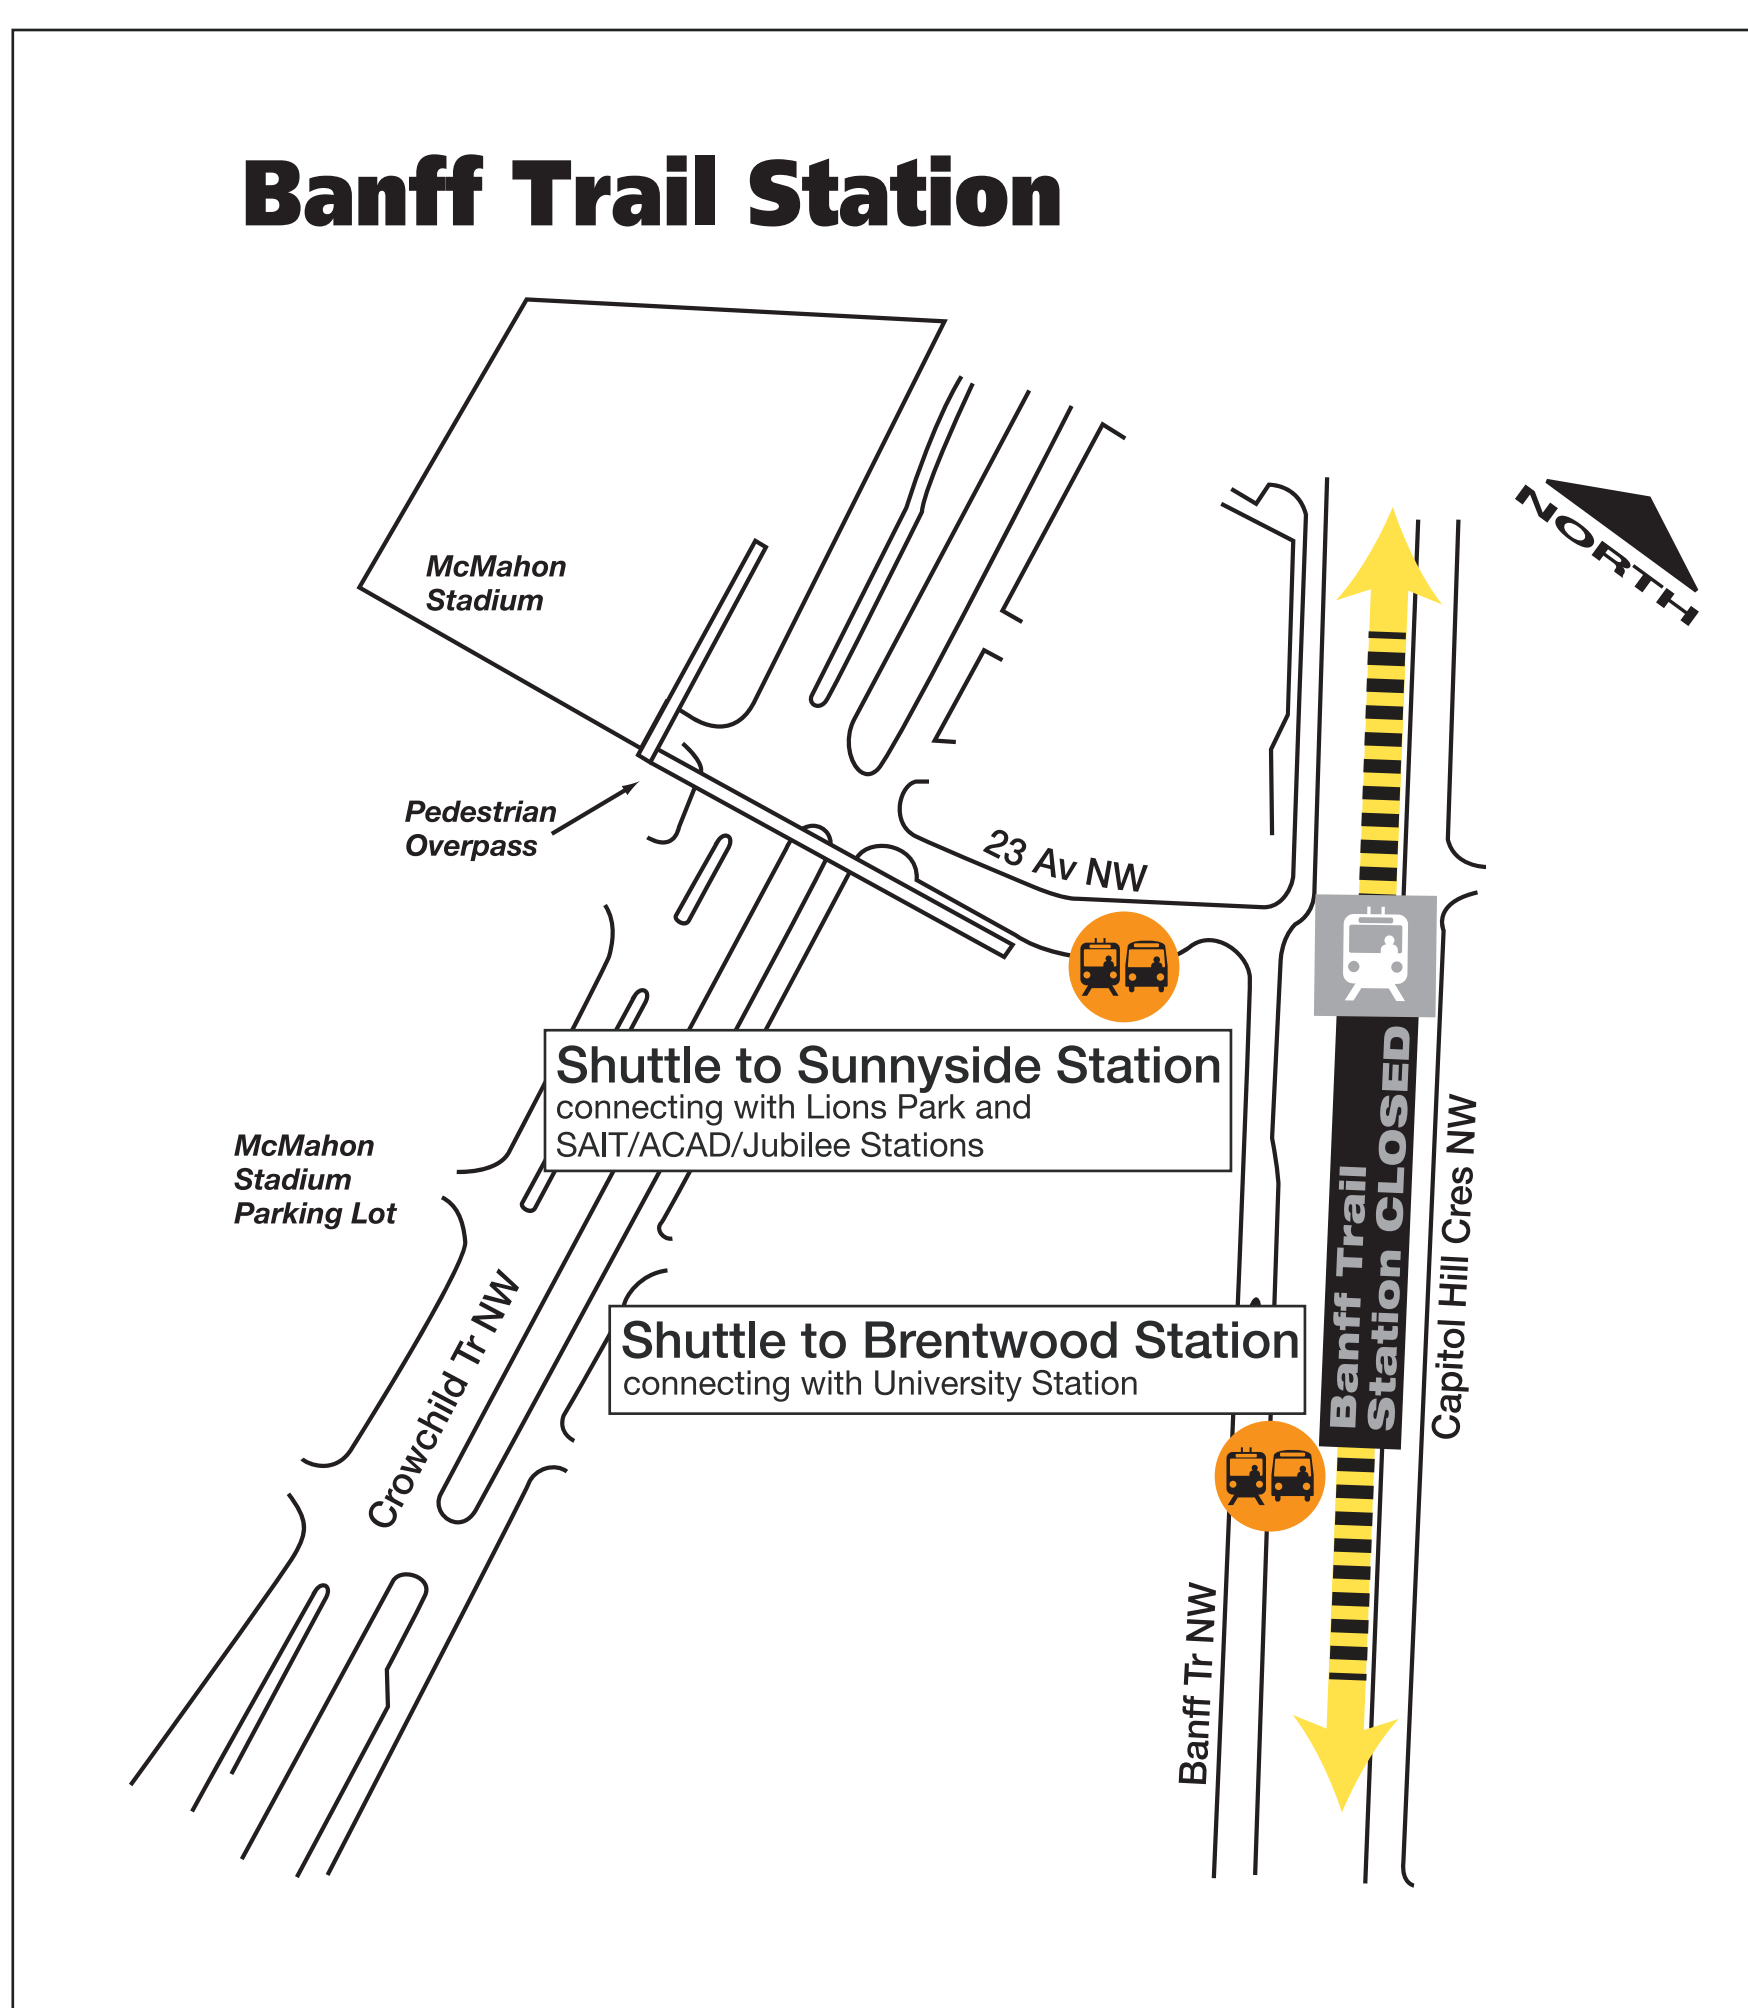 Banff Trail Station
McMahon
Stadium
NORTH
Pedestrian
Overpass
23 Av NW
Shuttle to Sunnyside Station
connecting with Lions Park and
SAIT/ACAD/Jubilee Stations
McMahon
Stadium
Parking Lot
Banff Trail
Station CLOSED
Capitol Hill Cres NW
Crowchild Tr NW
Shuttle to Brentwood Station
connecting with University Station
Banff Tr NW